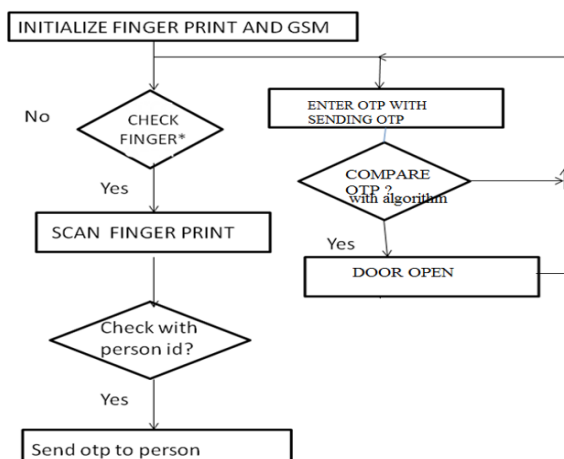 INITIALIZE FINGER PRINT AND GSM
No
CHECK
FINGER*
Yes
SCAN FINGER PRINT
Check with
person id?
Yes
Send otp to person
ENTER OTP WITH
SENDING OTP
COMPARE
OTP ?
with algorithm
Yes
DOOR OPEN